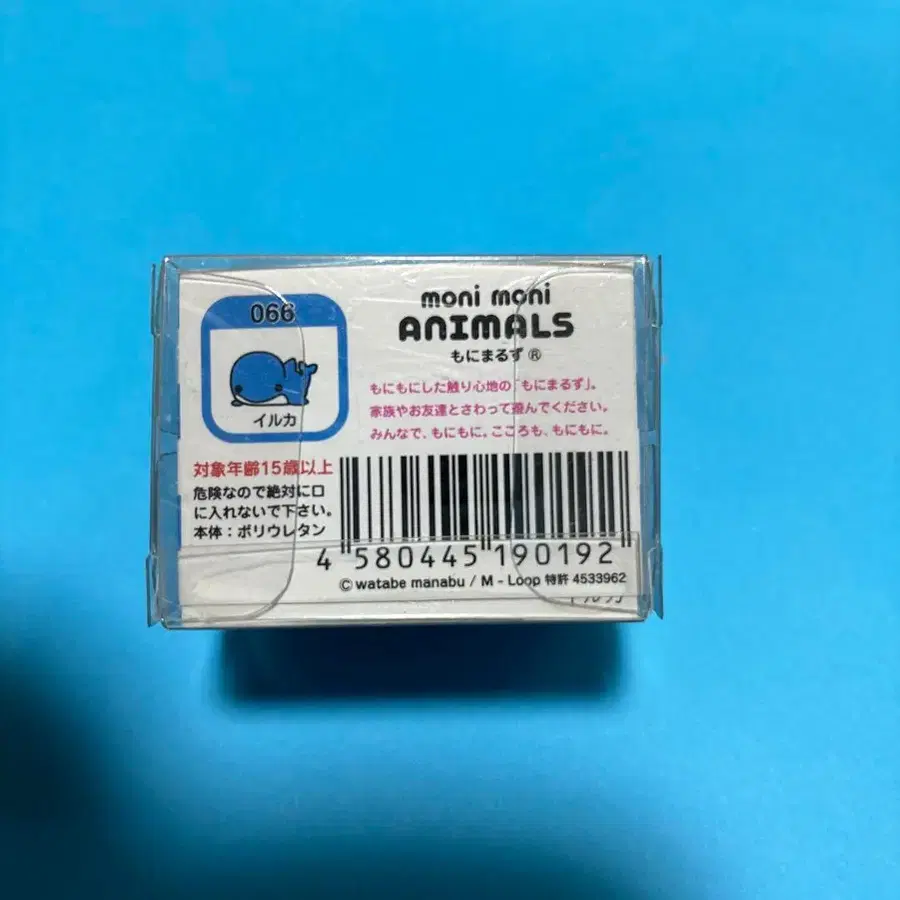 066
イルカ
moni moni
ANIMALS
もにまるず®
もにもにした触り心地の「もにまるず」。
家族やお友達とさわって遊んでください。
みんなで、もにもに。こころも、もにもに。
対象年齢15歳以上
危険なので絶対に口
に入れないで下さい。
本体：ポリウレタン
4 580445 190192
©watabe manabu / M - Loop 特許 4533962